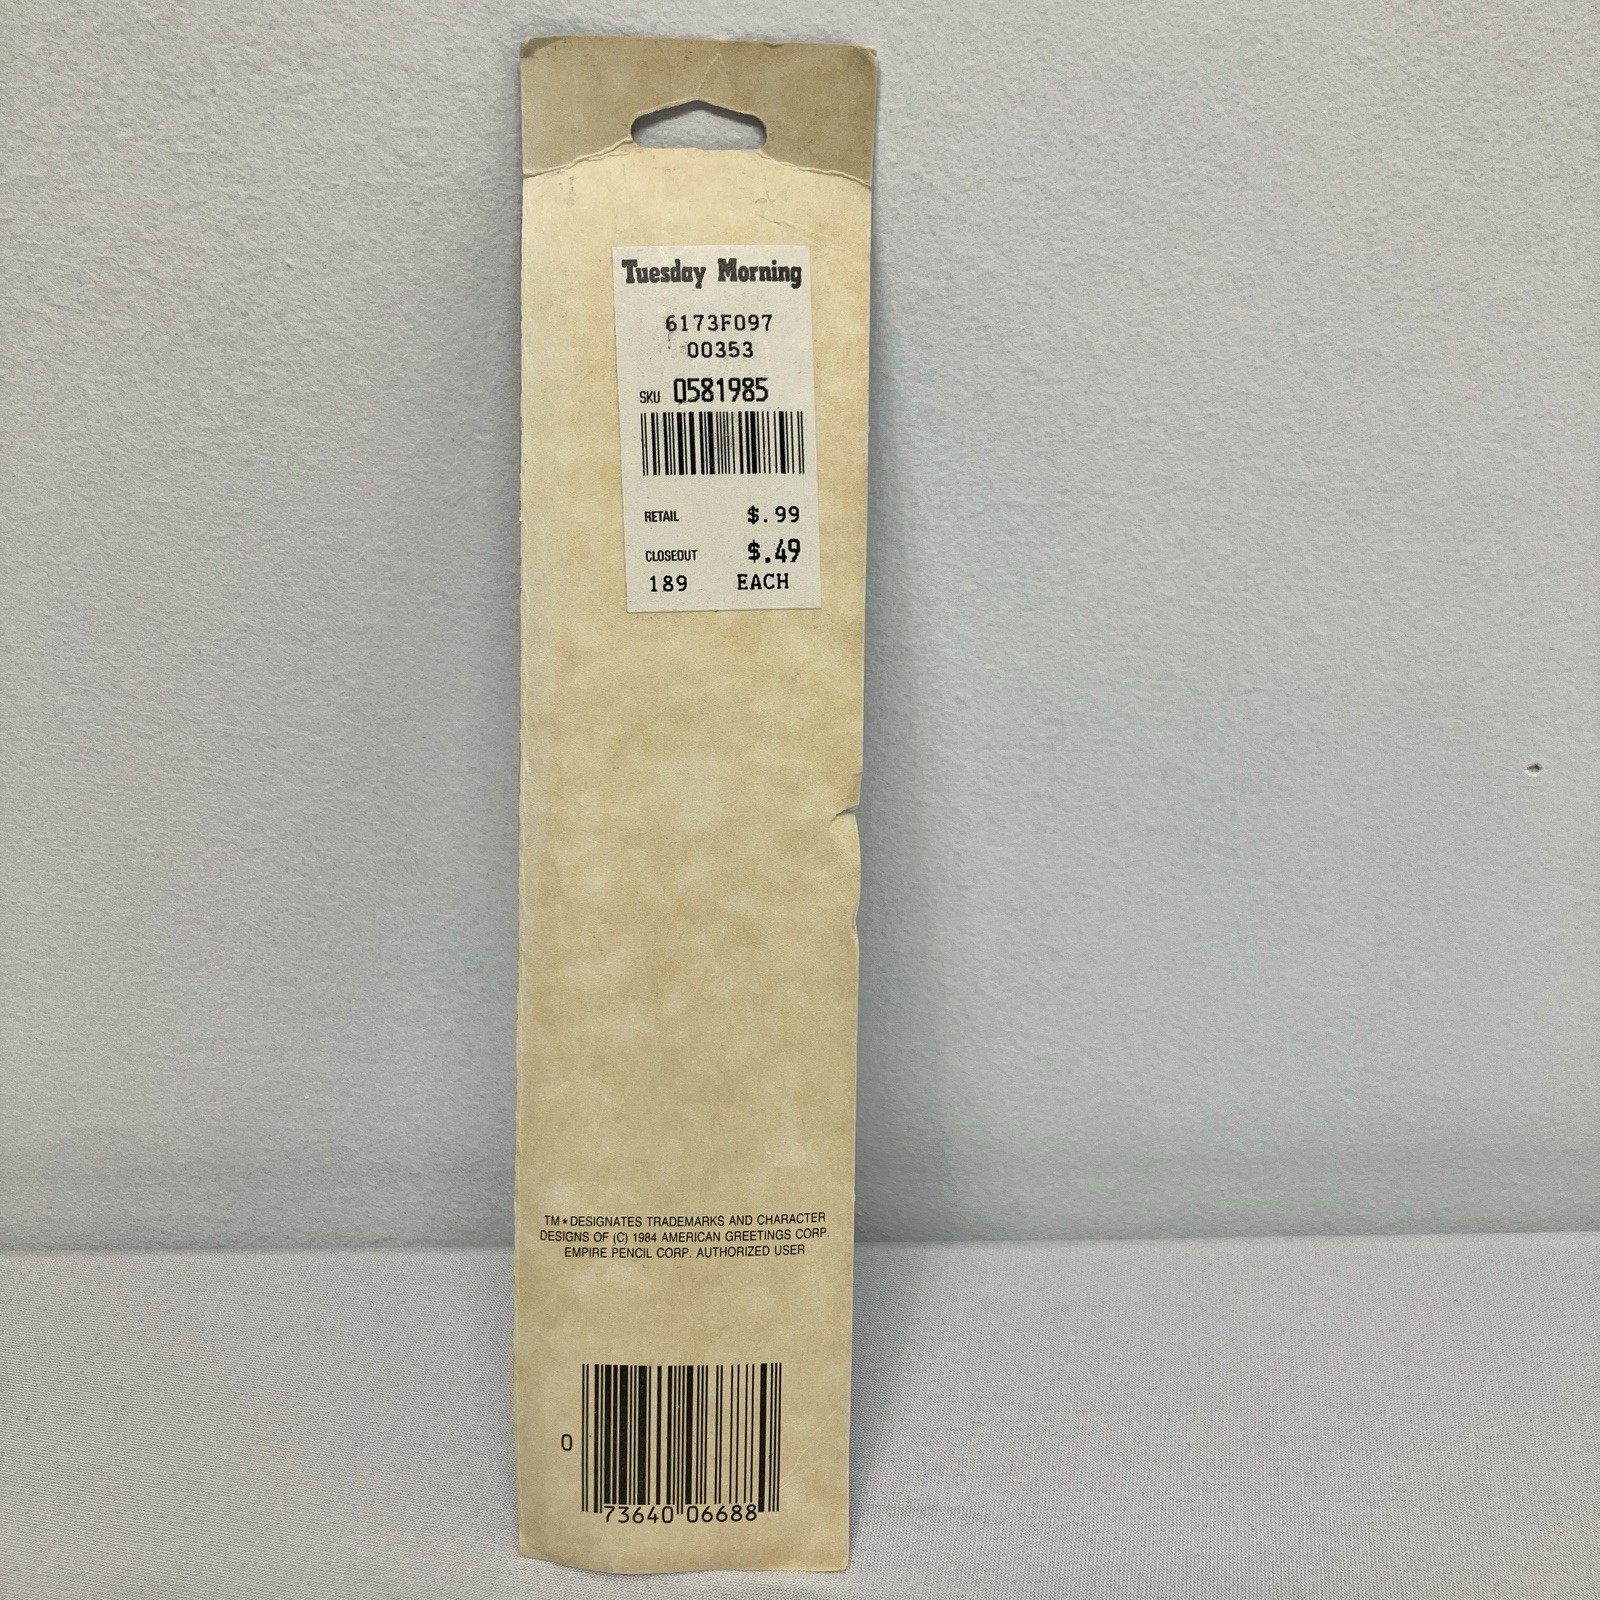 Tuesday Morning
6173F097
00353
SKU 0581985
RETAIL $.99
CLOSEOUT $.49
189 EACH
TM★DESIGNATES TRADEMARKS AND CHARACTER
DESIGNS OF (C) 1984 AMERICAN GREETINGS CORP.
EMPIRE PENCIL CORP. AUTHORIZED USER
0 73640 06688